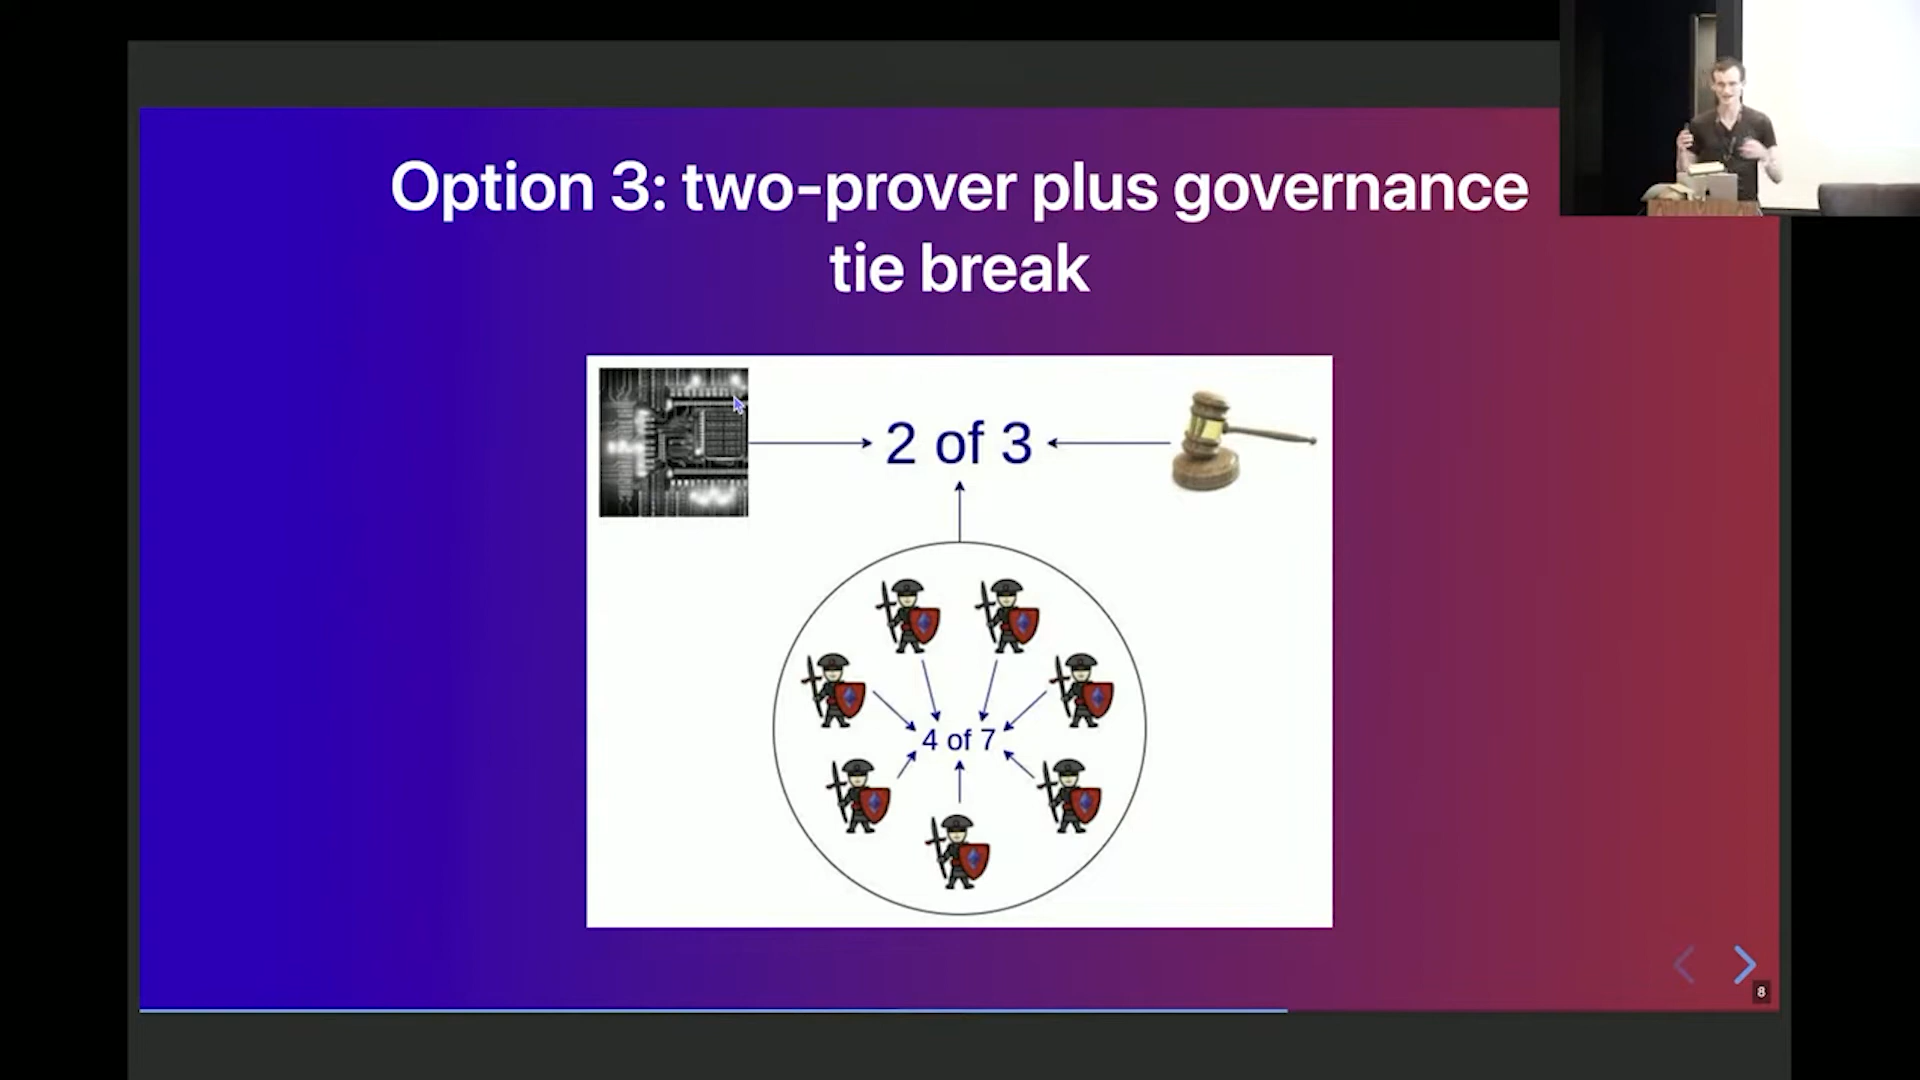 Option 3: two-prover plus governance
tie break
2 of 3
4 of 7
8